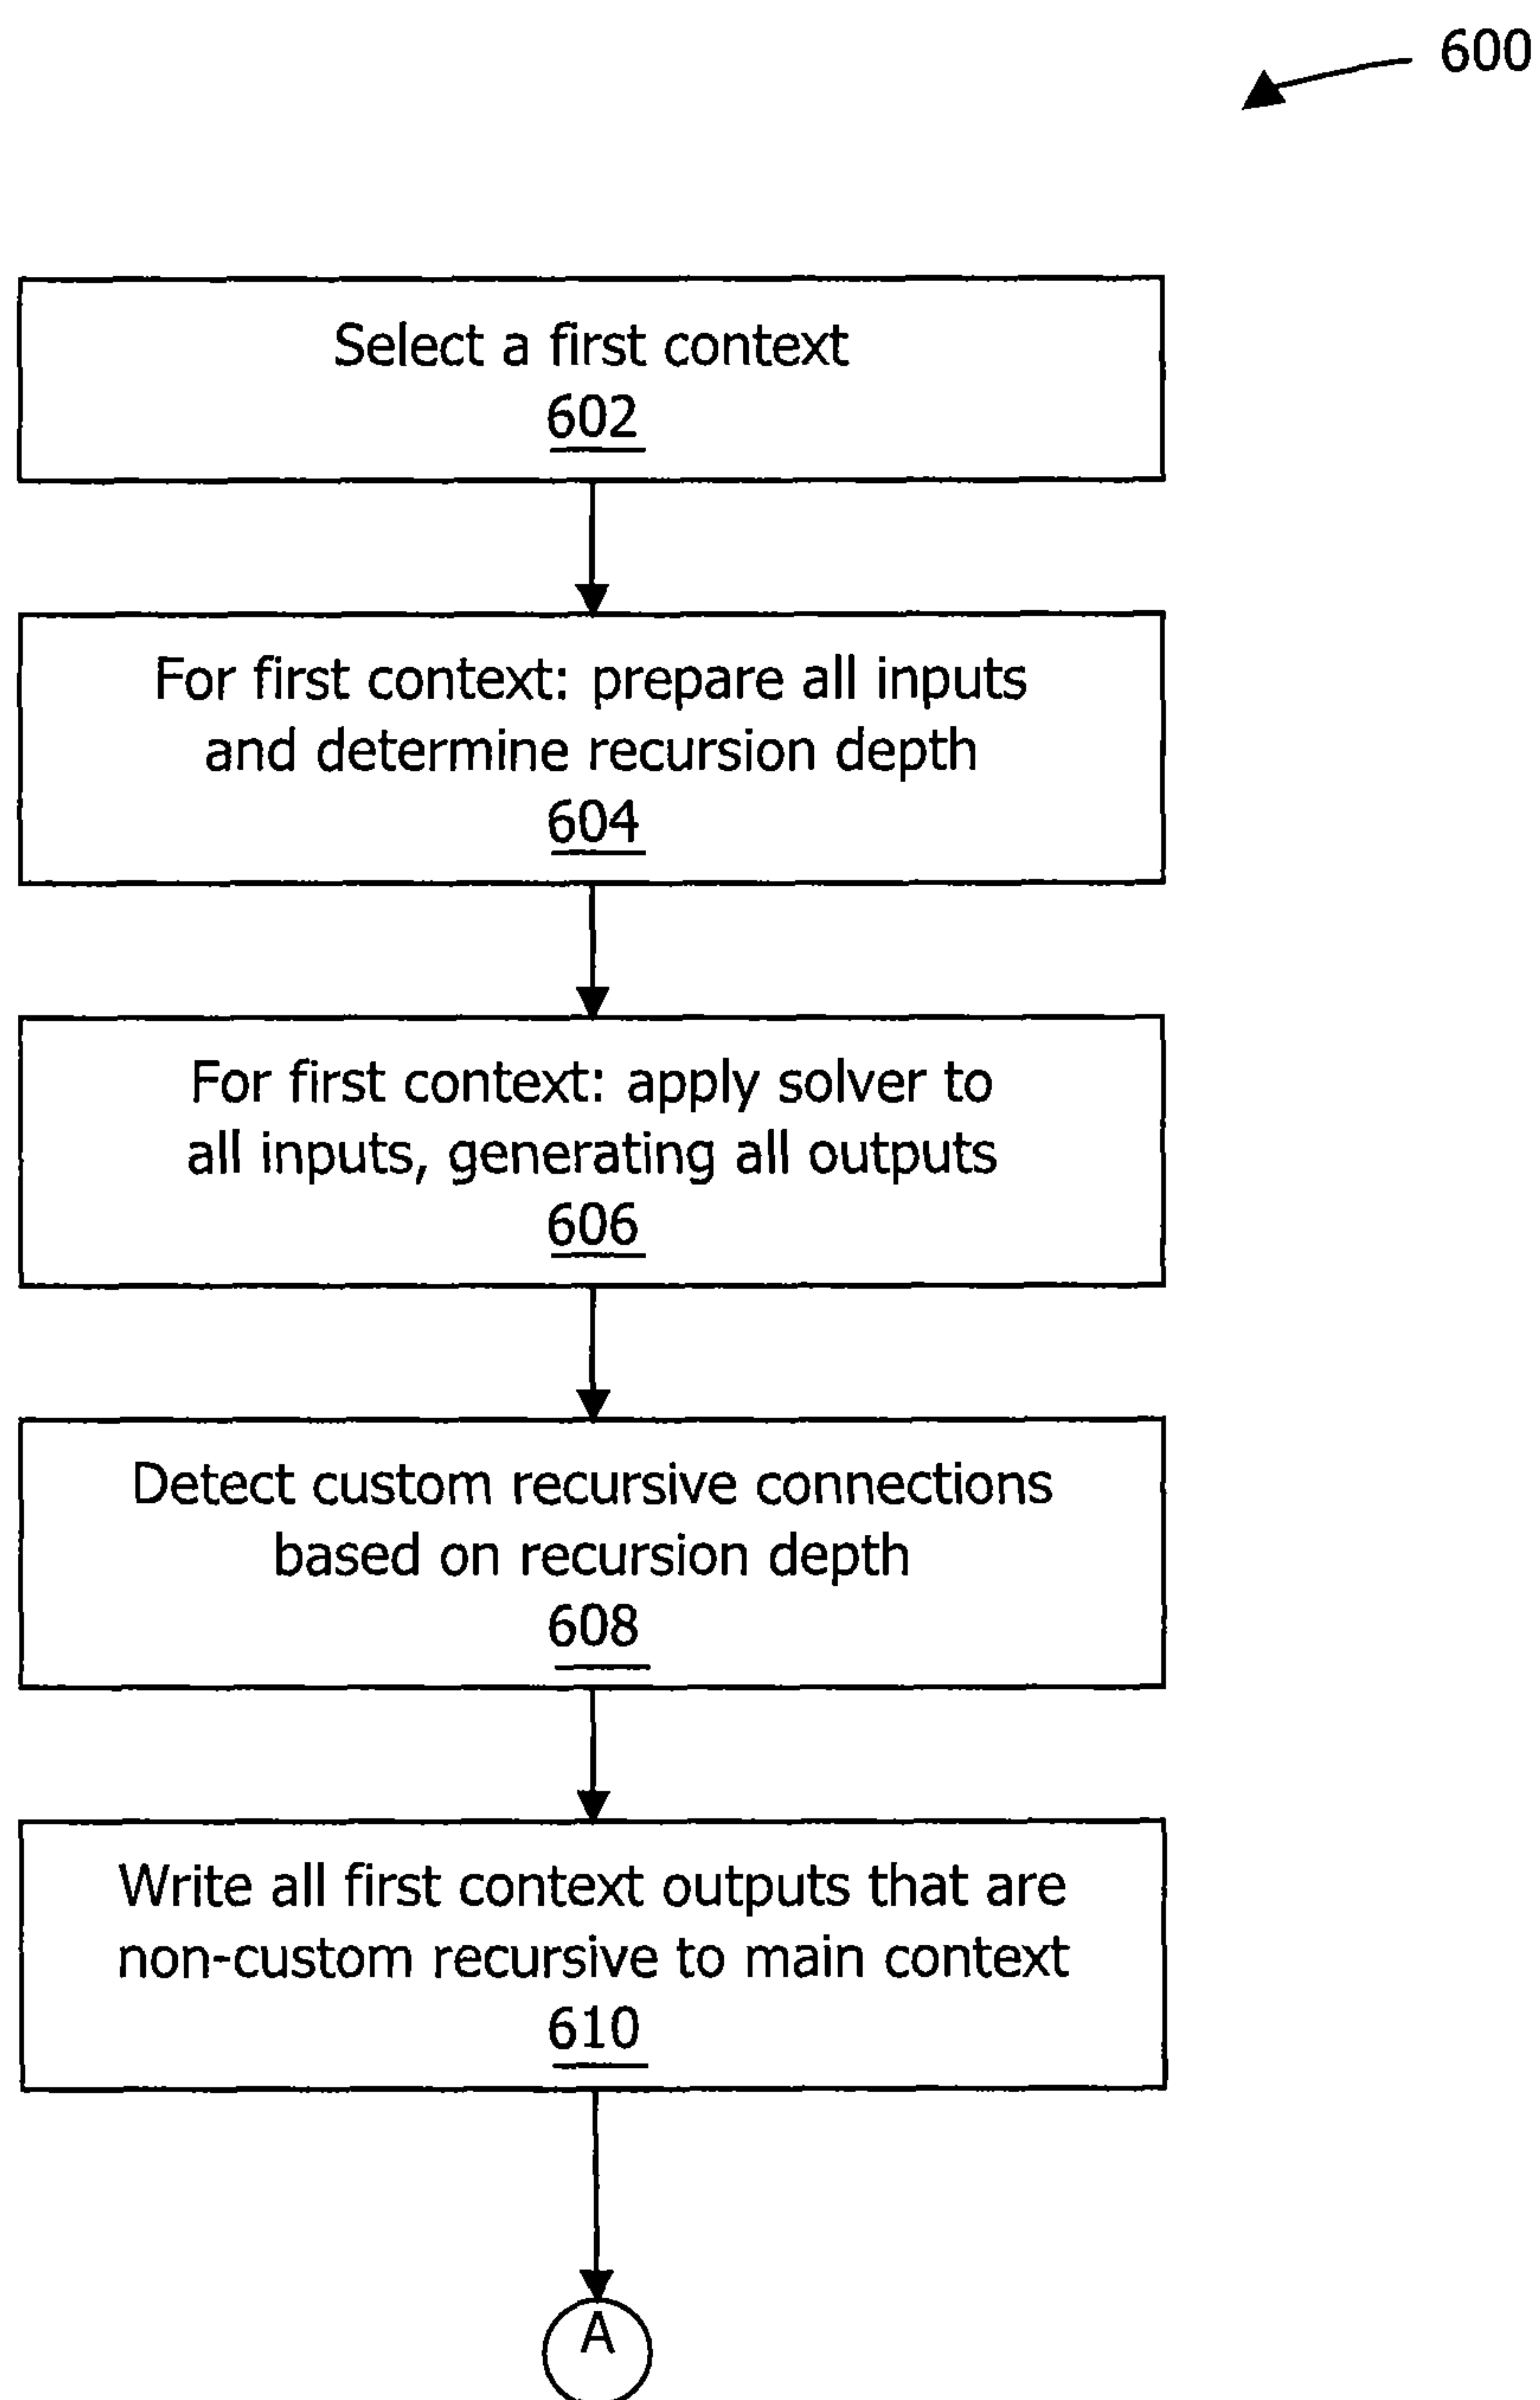 600
Select a first context
602
For first context: prepare all inputs
and determine recursion depth
604
For first context: apply solver to
all inputs, generating all outputs
606
Detect custom recursive connections
based on recursion depth
608
Write all first context outputs that are
non-custom recursive to main context
610
A